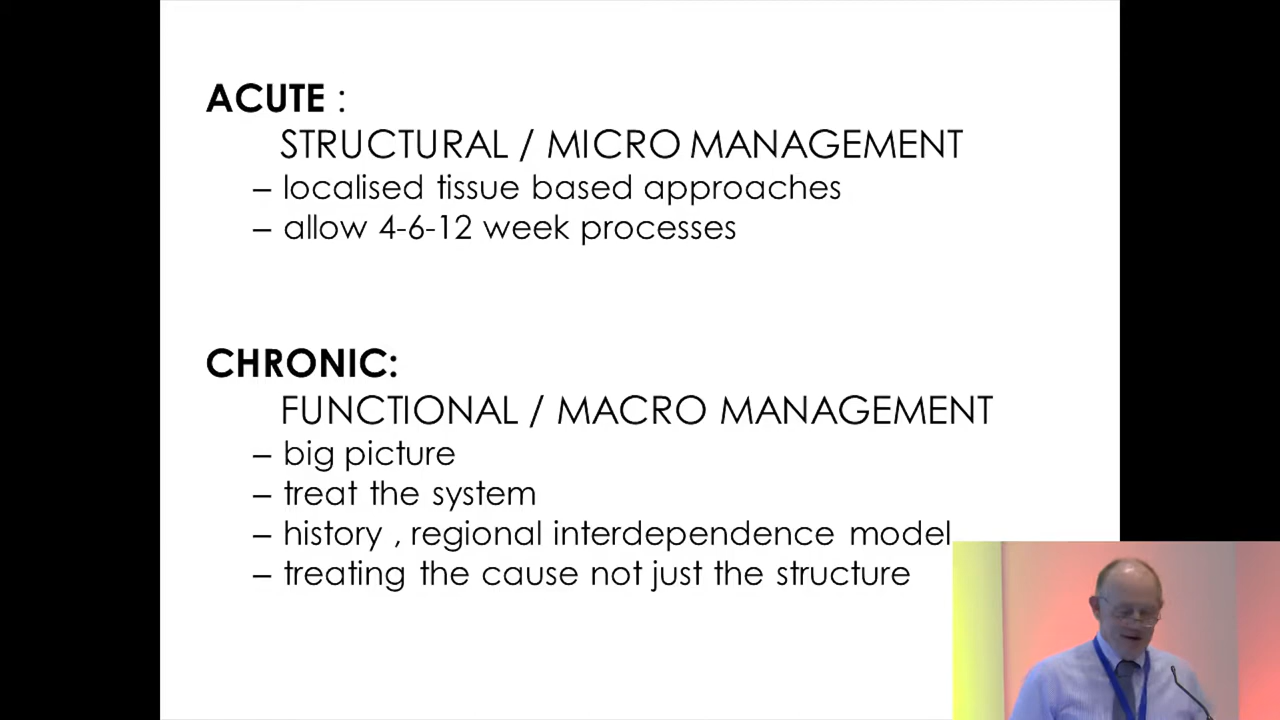 ACUTE :
STRUCTURAL / MICRO MANAGEMENT
– localised tissue based approaches
– allow 4-6-12 week processes
CHRONIC:
FUNCTIONAL / MACRO MANAGEMENT
– big picture
– treat the system
– history , regional interdependence model
– treating the cause not just the structure